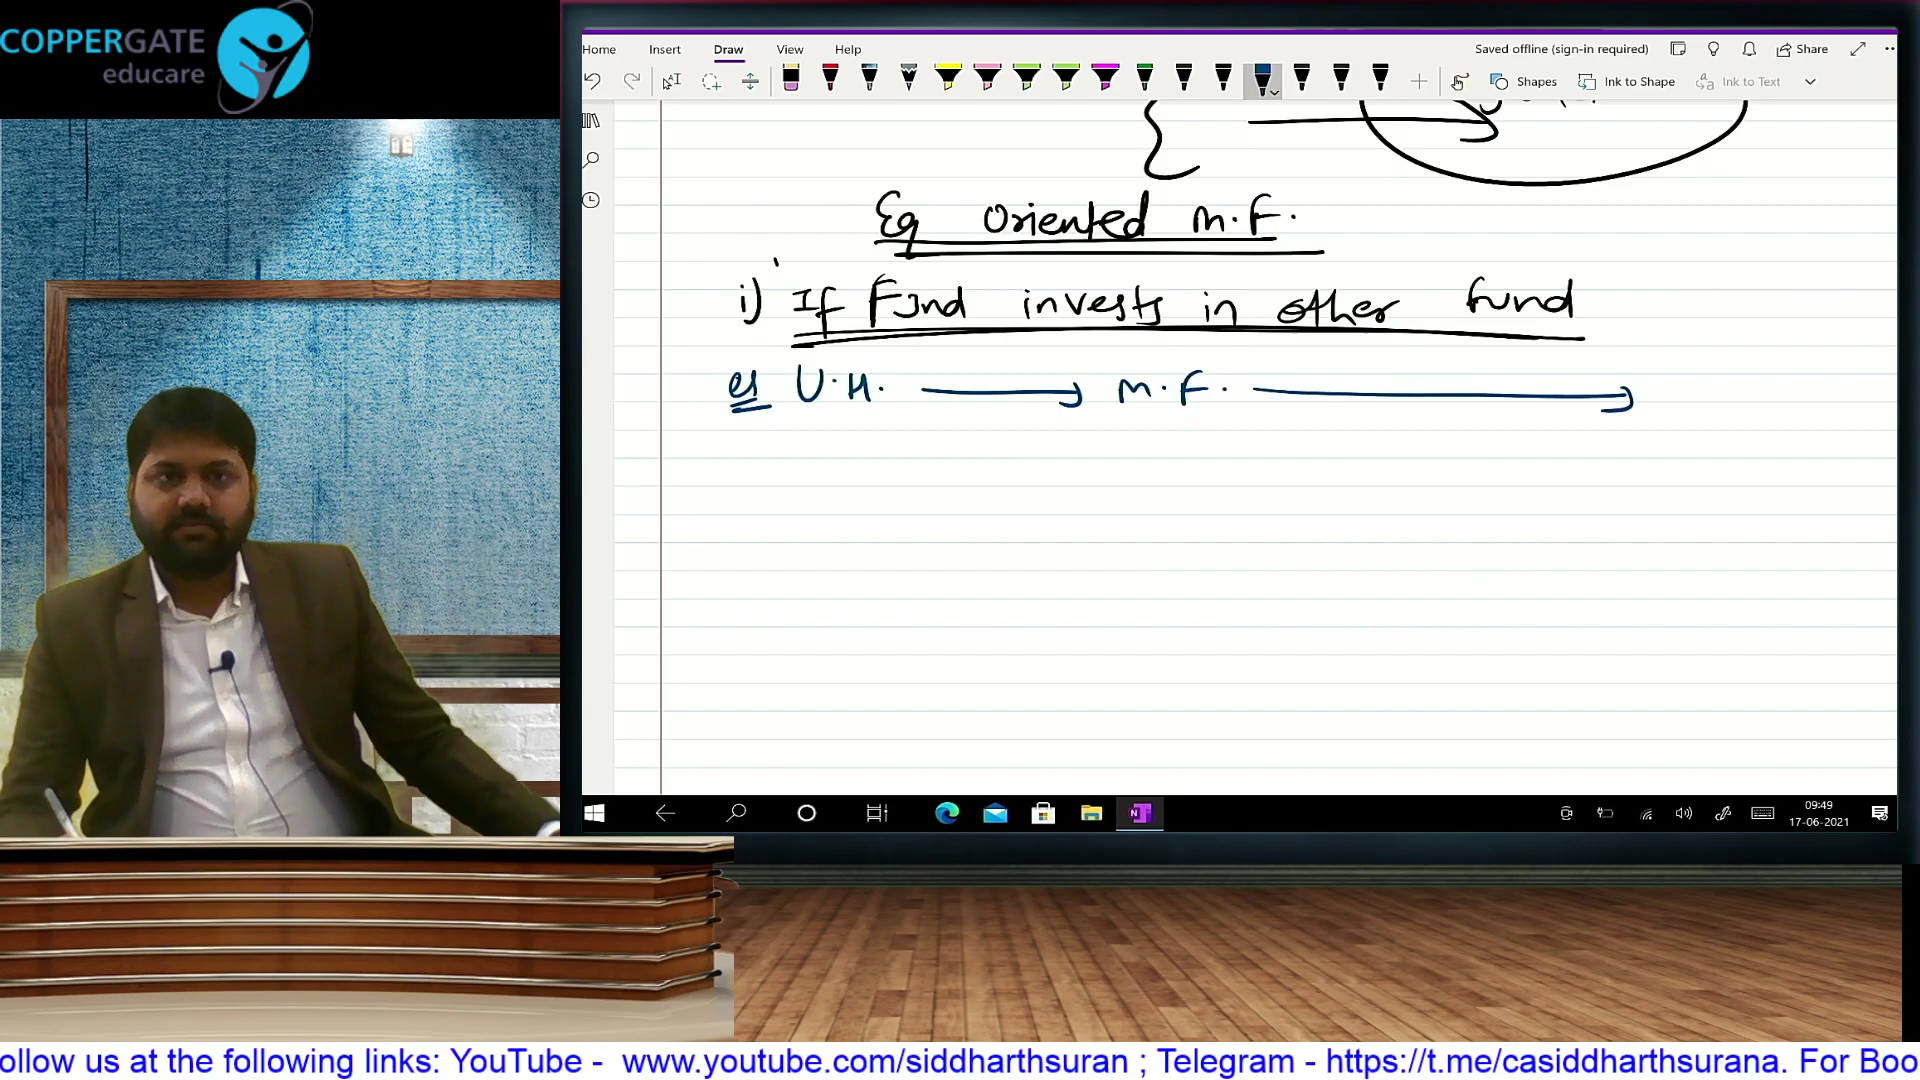 COPPERGATE
educare
Home Insert Draw View Help Saved offline (sign-in required) Share
Shapes Ink to Shape Ink to Text
Eq Oriented M.F.
i) If Fund invests in other fund
eg U.H. M.F.
09:49
17-06-2021
ollow us at the following links: YouTube - www.youtube.com/siddharthsuran ; Telegram - https://t.me/casiddharthsurana. For Boo